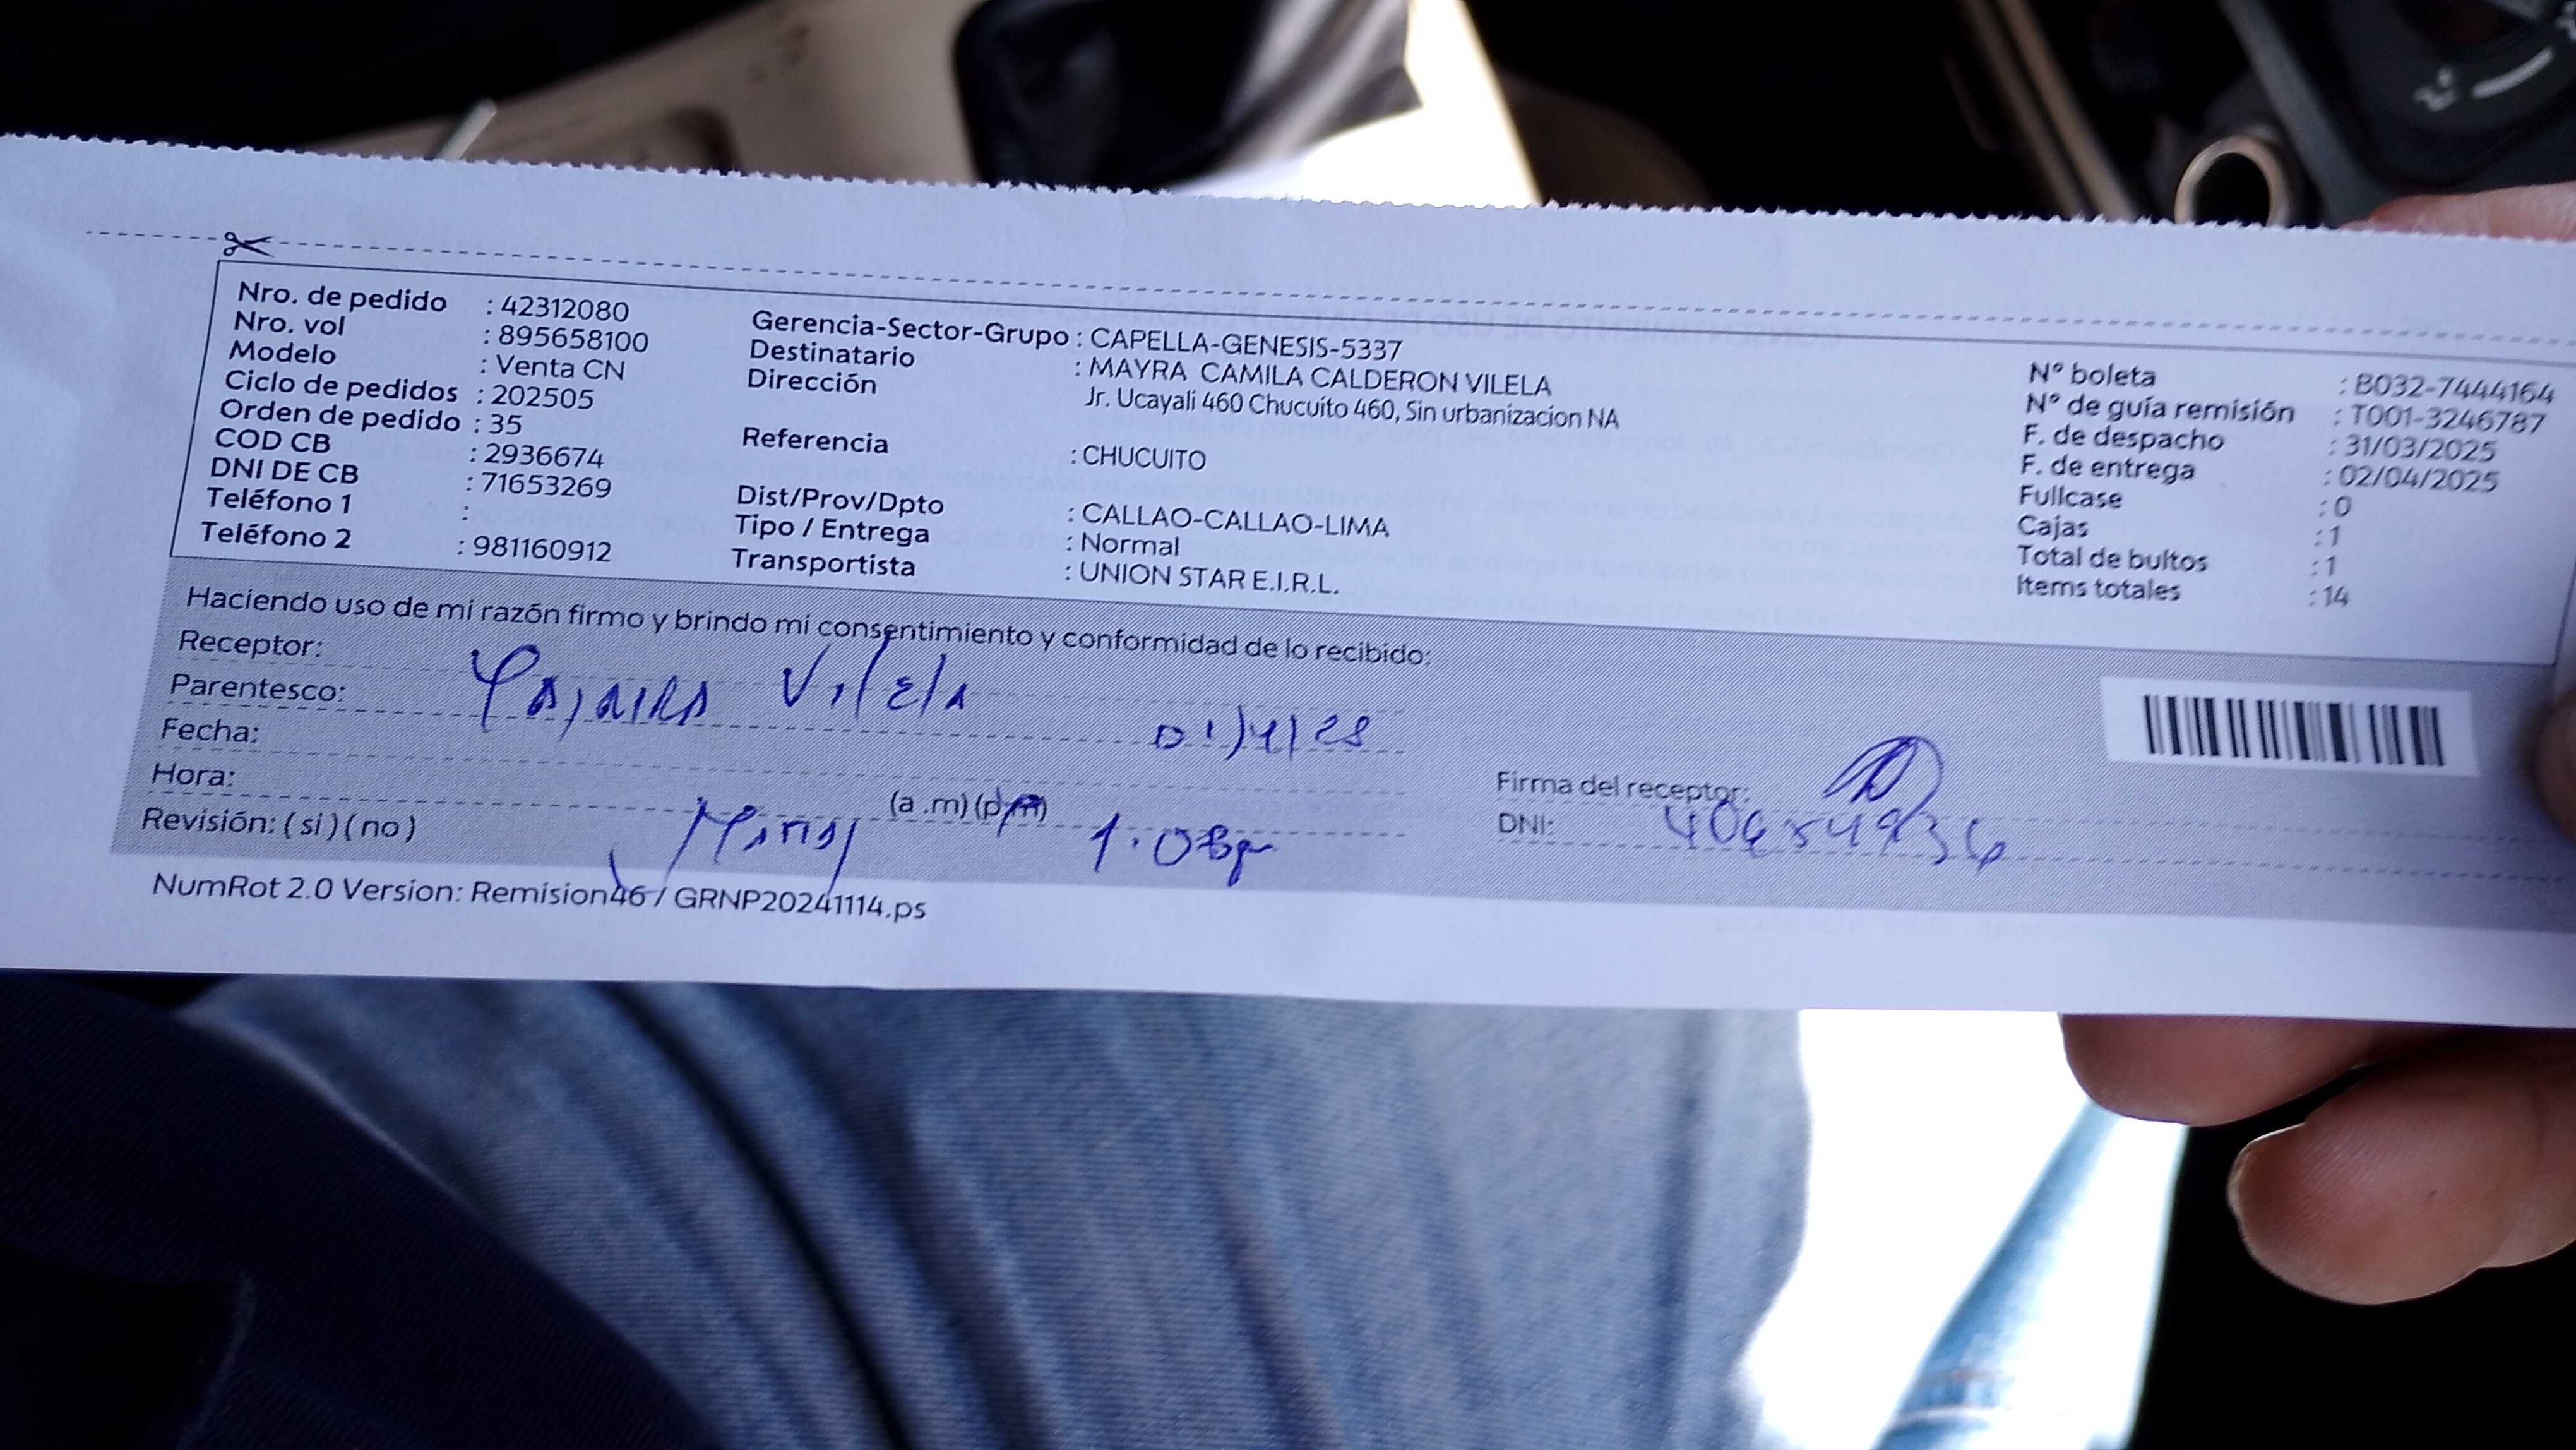 Nro. de pedido : 42312080
Nro. vol : 895658100
Modelo : Venta CN
Ciclo de pedidos : 202505
Orden de pedido : 35
COD CB : 2936674
DNI DE CB : 71653269
Teléfono 1 :
Teléfono 2 : 981160912
Gerencia-Sector-Grupo : CAPELLA-GENESIS-5337
Destinatario : MAYRA CAMILA CALDERON VILELA
Dirección Jr. Ucayali 460 Chucuito 460, Sin urbanizacion NA
Referencia : CHUCUITO
Dist/Prov/Dpto : CALLAO-CALLAO-LIMA
Tipo / Entrega : Normal
Transportista : UNION STAR E.I.R.L.
N° boleta : B032-7444164
N° de guía remisión : T001-3246787
F. de despacho : 31/03/2025
F. de entrega : 02/04/2025
Fullcase : 0
Cajas : 1
Total de bultos : 1
Items totales : 14
Haciendo uso de mi razón firmo y brindo mi consentimiento y conformidad de lo recibido:
Receptor: Vilela
Parentesco:
Fecha:
Hora: (a .m) (p.m)
Revisión: ( si ) ( no )
Firma del receptor:
DNI:
NumRot 2.0 Version: Remision46 / GRNP20241114.ps